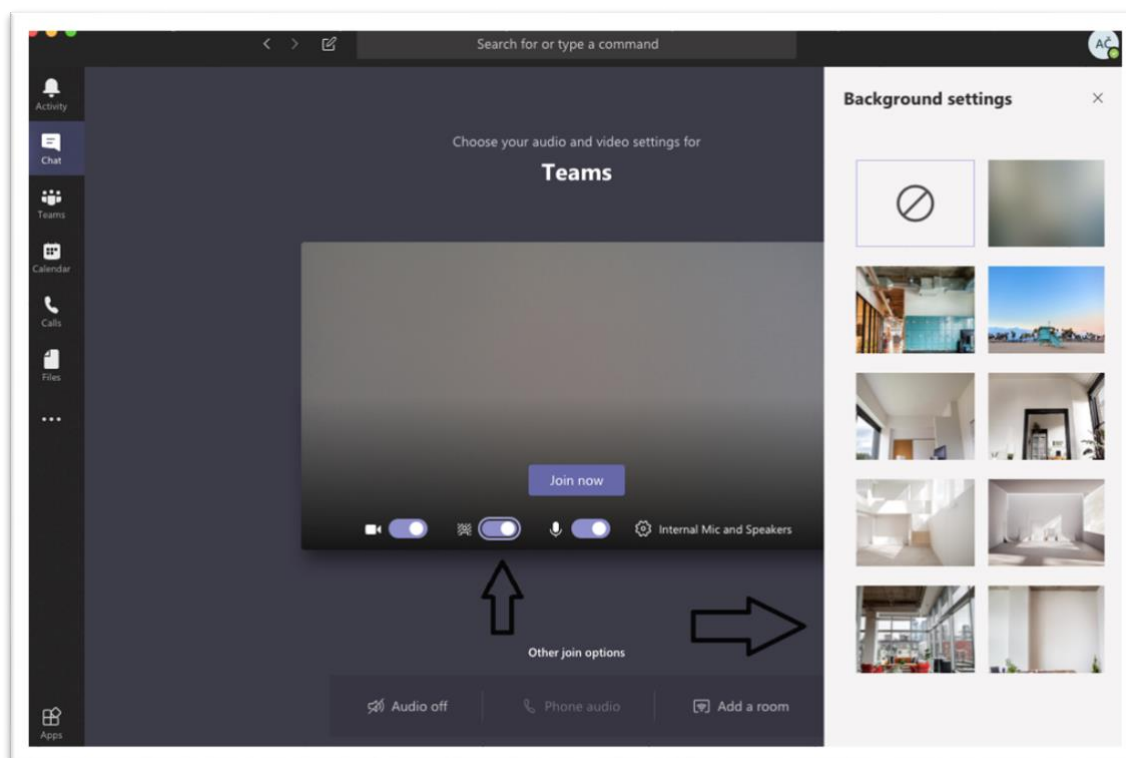 Search for or type a command
AČ
Activity
Chat
Teams
Calendar
Calls
Files
Apps
Choose your audio and video settings for
Teams
Join now
Internal Mic and Speakers
Other join options
Audio off
Phone audio
Add a room
Background settings